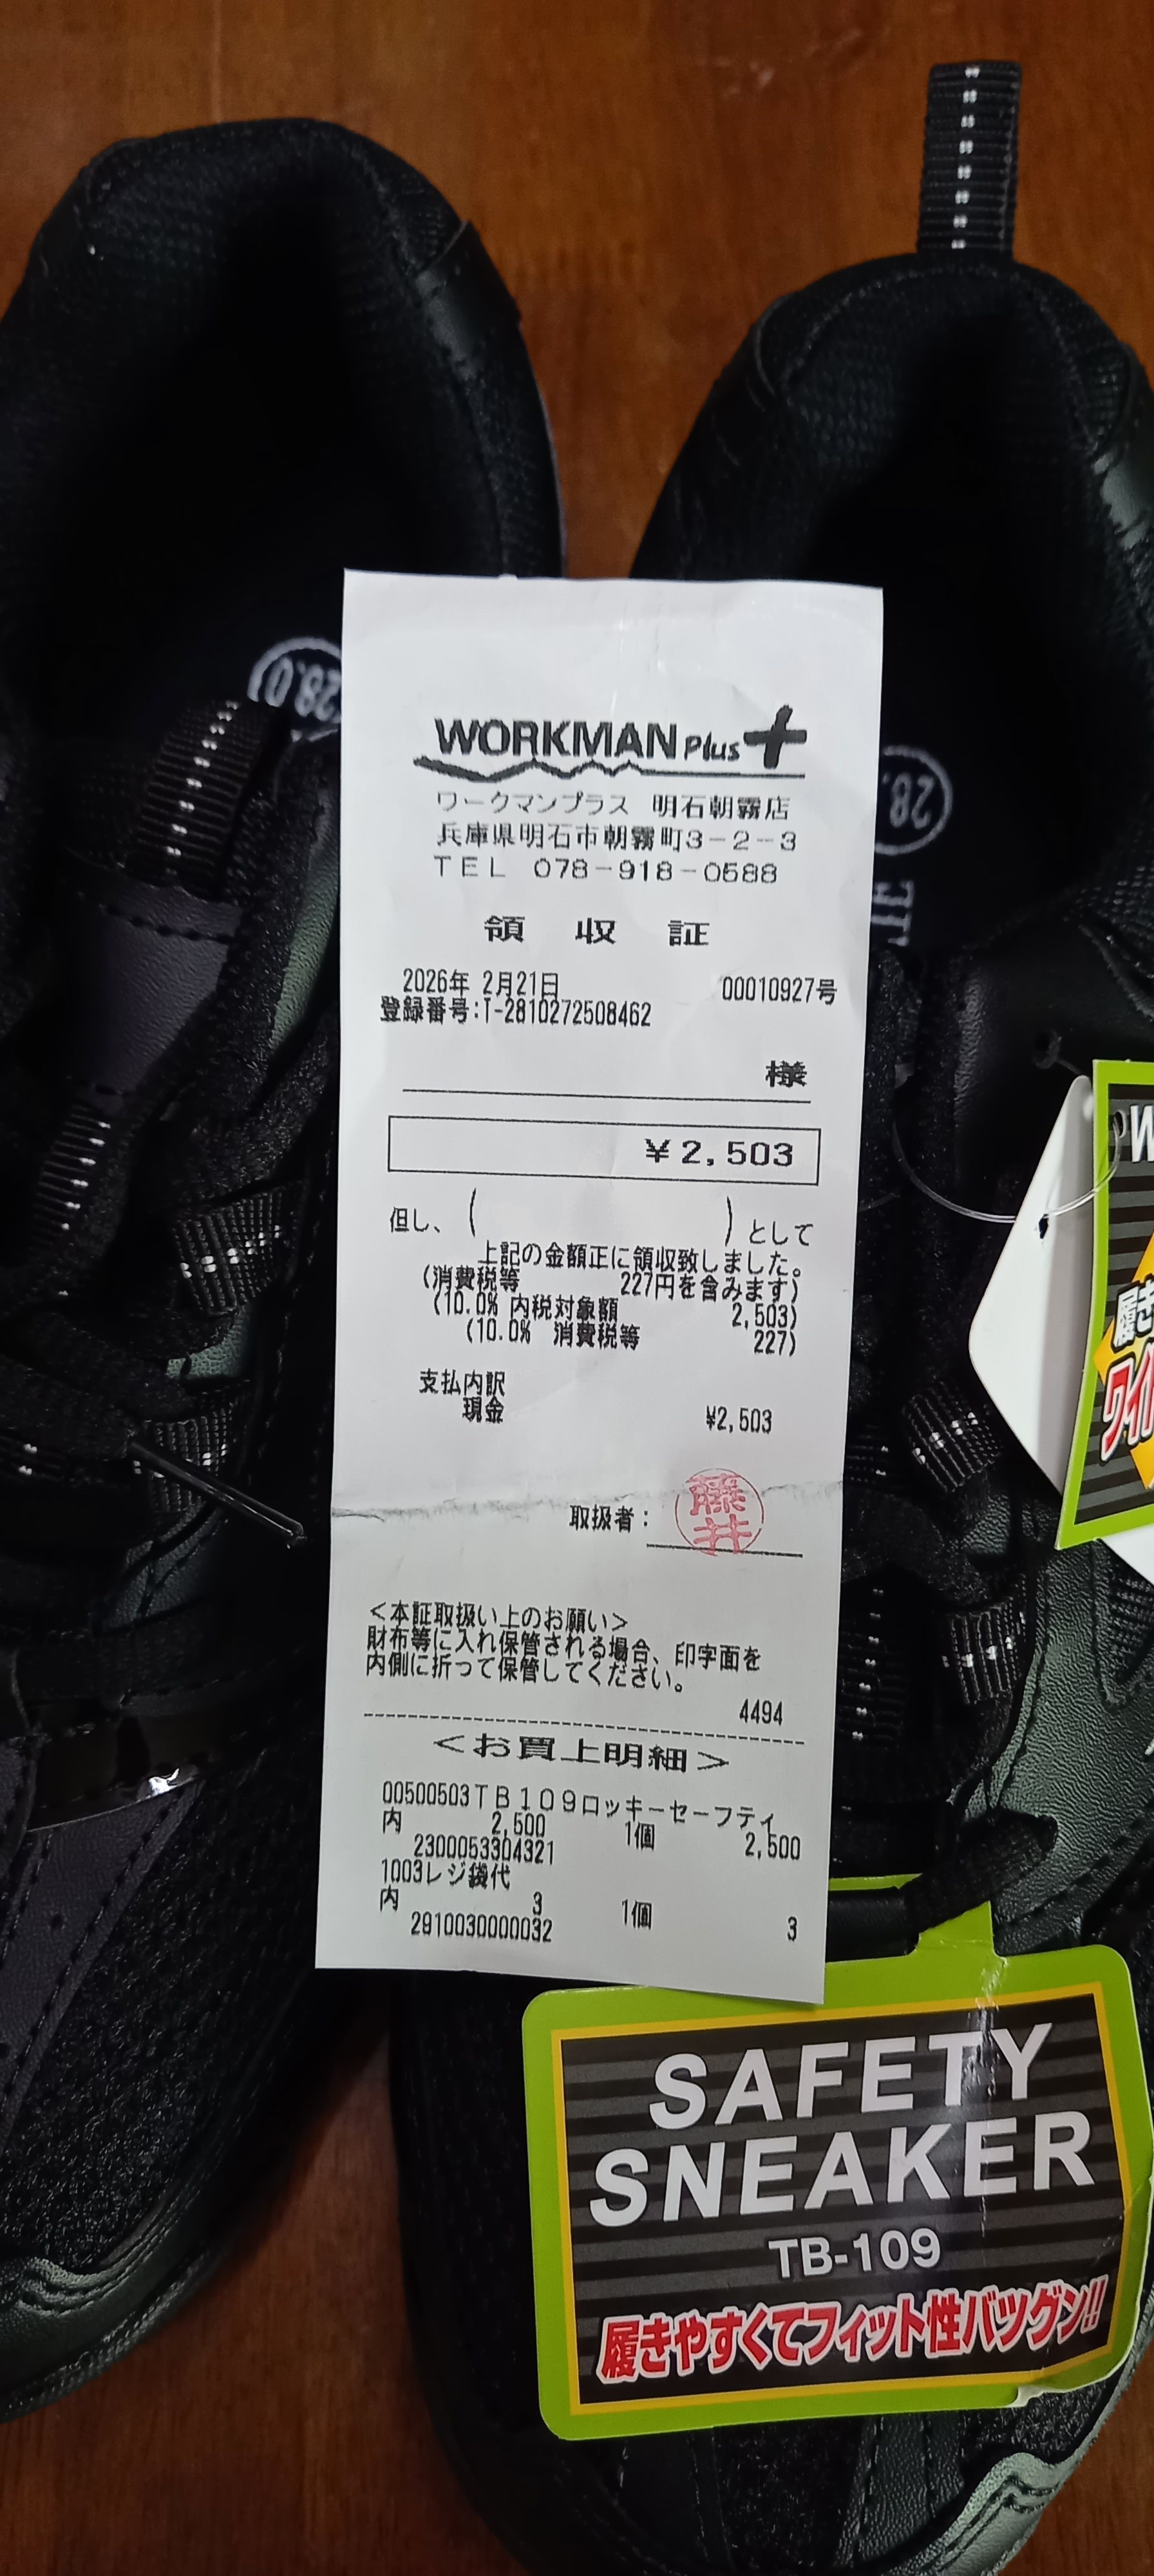 28.0
28.
WORKMAN Plus+
ワークマンプラス 明石朝霧店
兵庫県明石市朝霧町3-2-3
TEL 078-918-0588
領 収 証
2026年 2月21日 00010927号
登録番号:T-2810272508462
様
¥2,503
但し、( )として
上記の金額正に領収致しました。
(消費税等 227円を含みます)
(10.0% 内税対象額 2,503)
(10.0% 消費税等 227)
支払内訳
現金 ¥2,503
取扱者: 藤井
<本証取扱い上のお願い>
財布等に入れ保管される場合、印字面を
内側に折って保管してください。
4494
<お買上明細>
00500503TB109ロッキーセーフティ
内 2,500 1個 2,500
2300053304321
1003レジ袋代
内 3 1個 3
2910030000032
W
履き
ワイ
SAFETY
SNEAKER
TB-109
履きやすくてフィット性バツグン!!